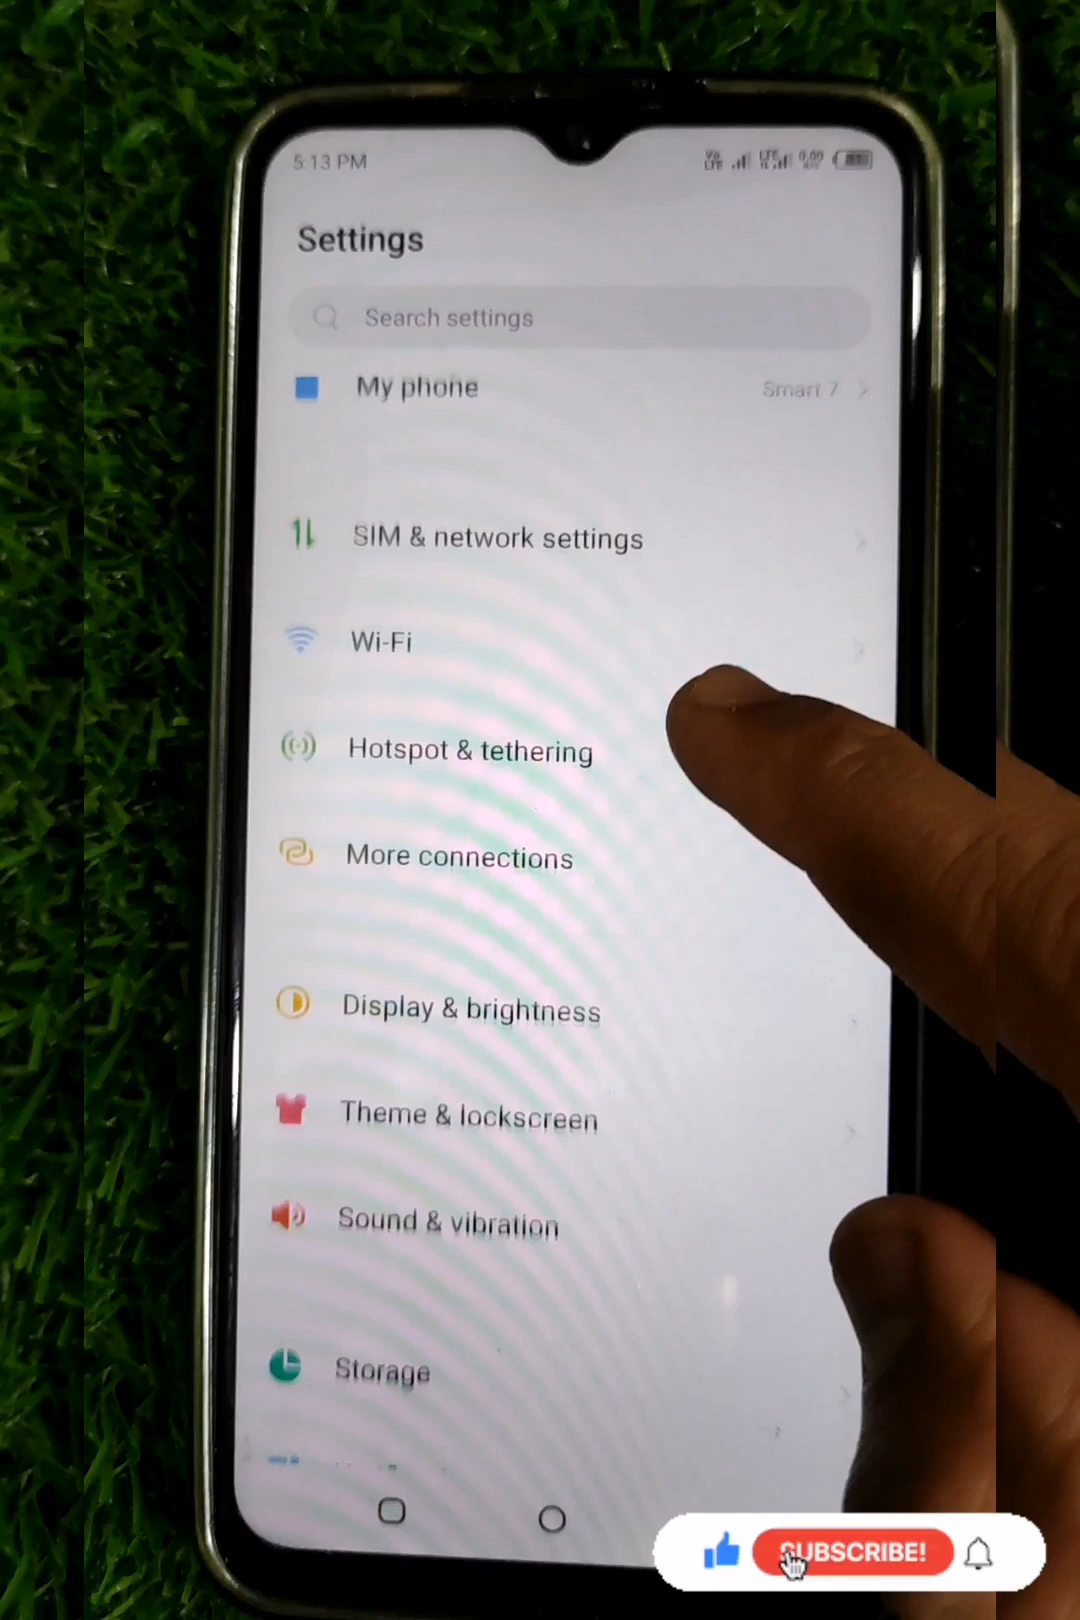 5:13 PM
Settings
Search settings
My phone
Smart 7
SIM & network settings
Wi-Fi
Hotspot & tethering
More connections
Display & brightness
Theme & lockscreen
Sound & vibration
Storage
SUBSCRIBE!